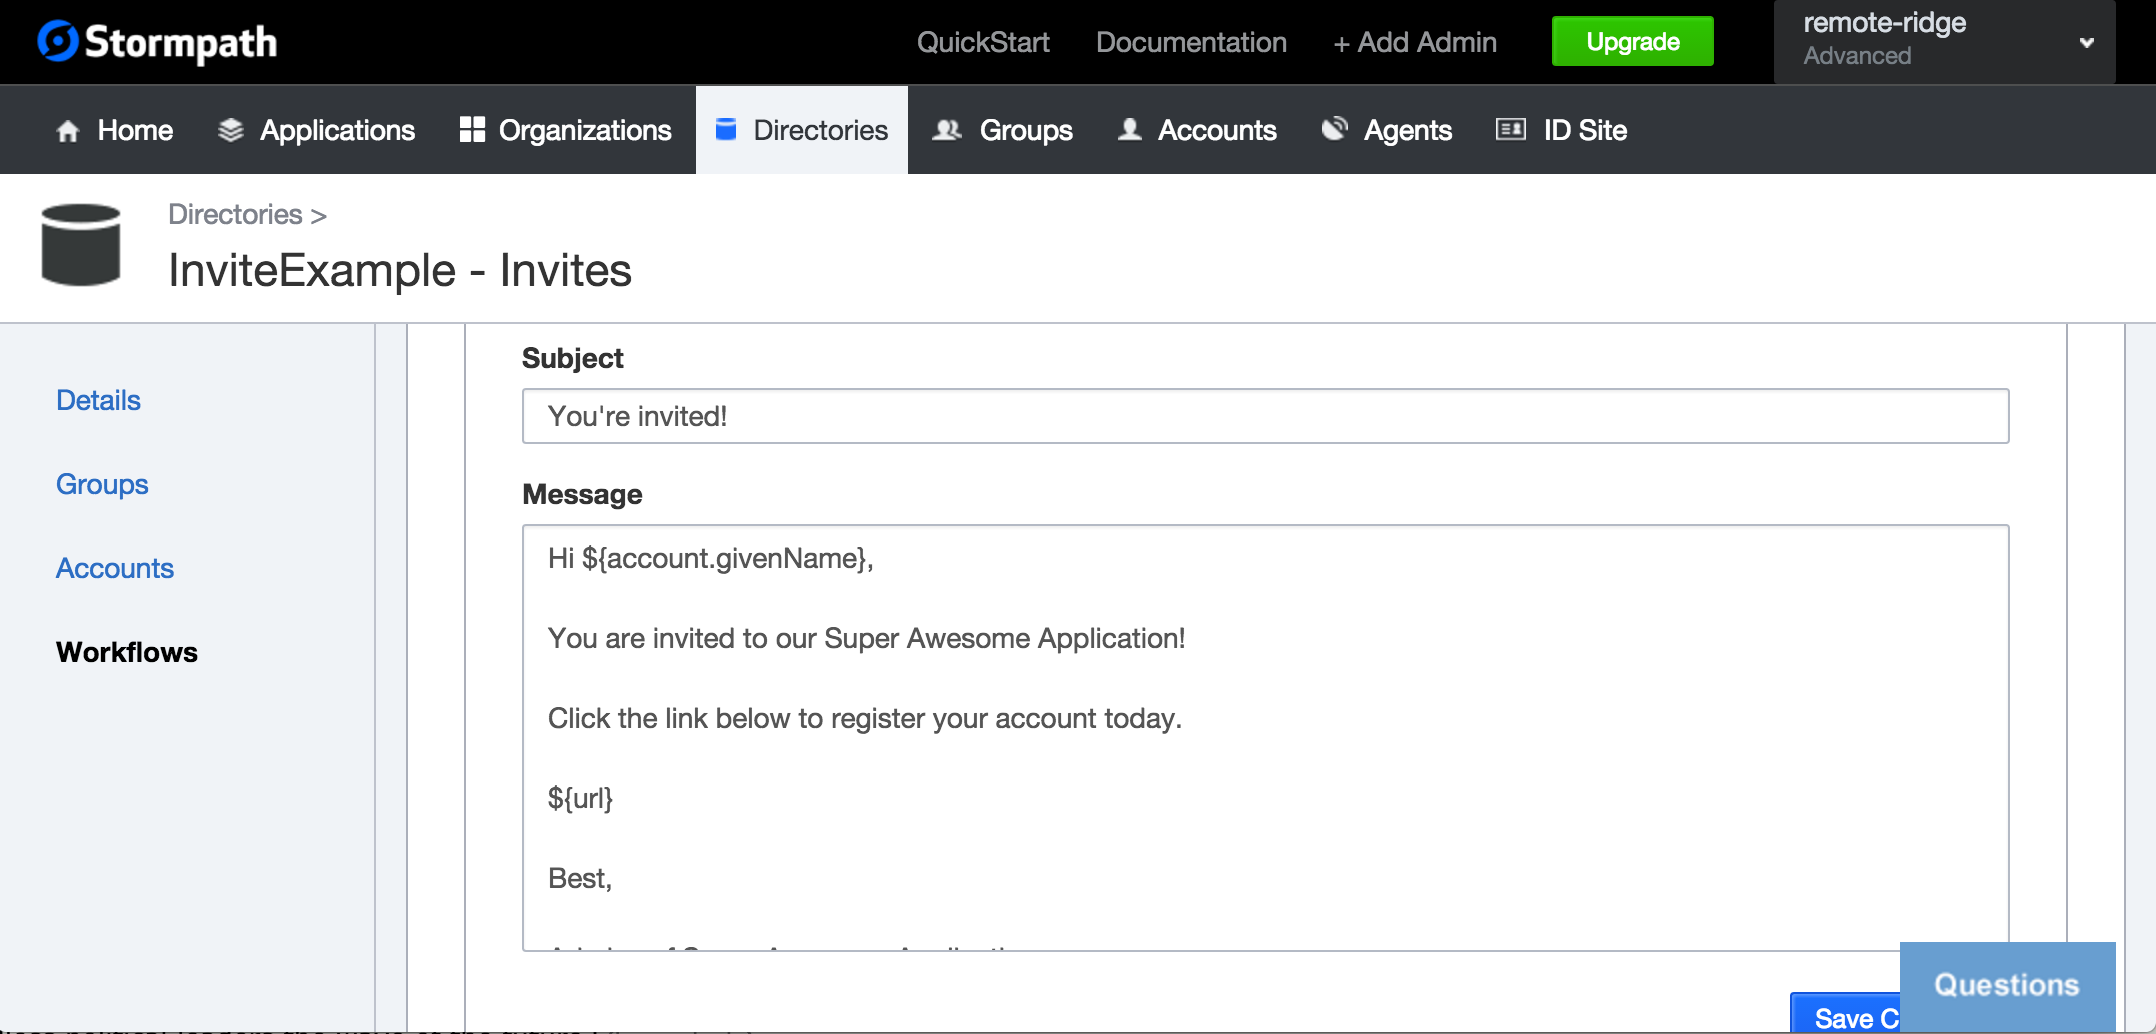 Stormpath
QuickStart
Documentation
+ Add Admin
Upgrade
remote-ridge
Advanced
Home
Applications
Organizations
Directories
Groups
Accounts
Agents
ID Site
Directories >
InviteExample - Invites
Details
Groups
Accounts
Workflows
Subject
You're invited!
Message
Hi ${account.givenName},
You are invited to our Super Awesome Application!
Click the link below to register your account today.
${url}
Best,
Save C
Questions